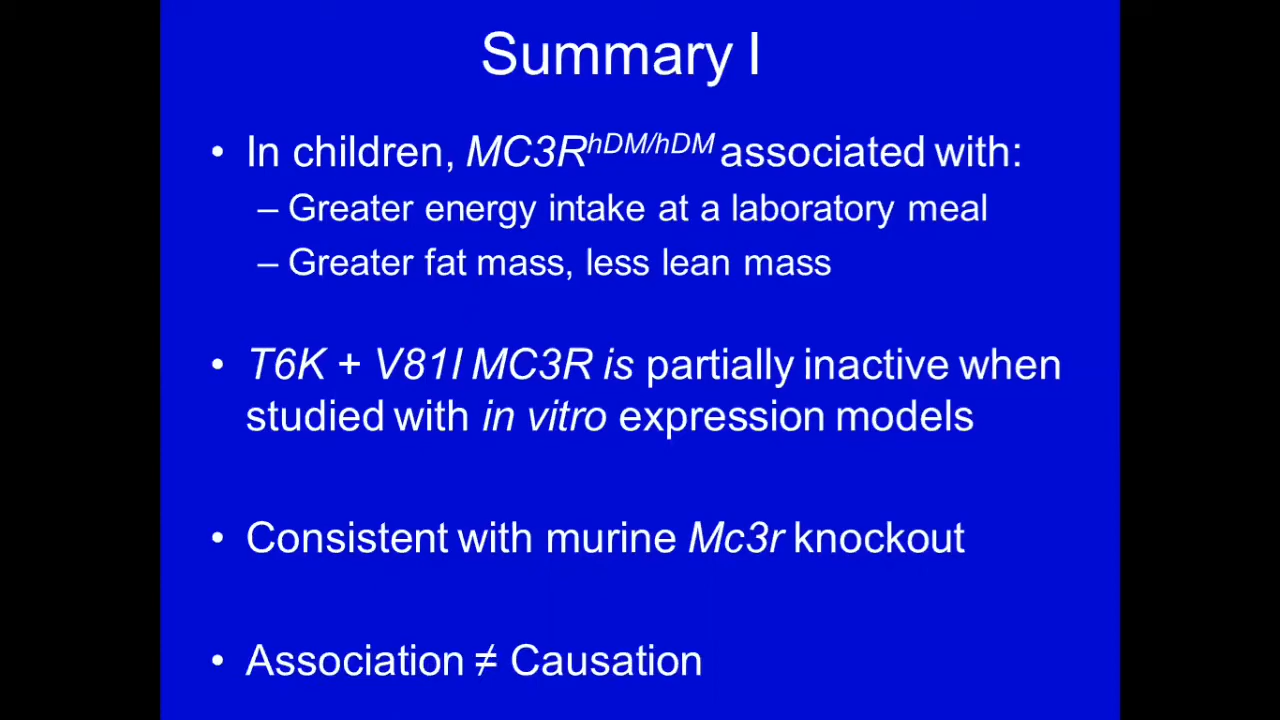 Summary I
• In children, MC3RhDM/hDM associated with:
– Greater energy intake at a laboratory meal
– Greater fat mass, less lean mass
• T6K + V81I MC3R is partially inactive when
studied with in vitro expression models
• Consistent with murine Mc3r knockout
• Association ≠ Causation